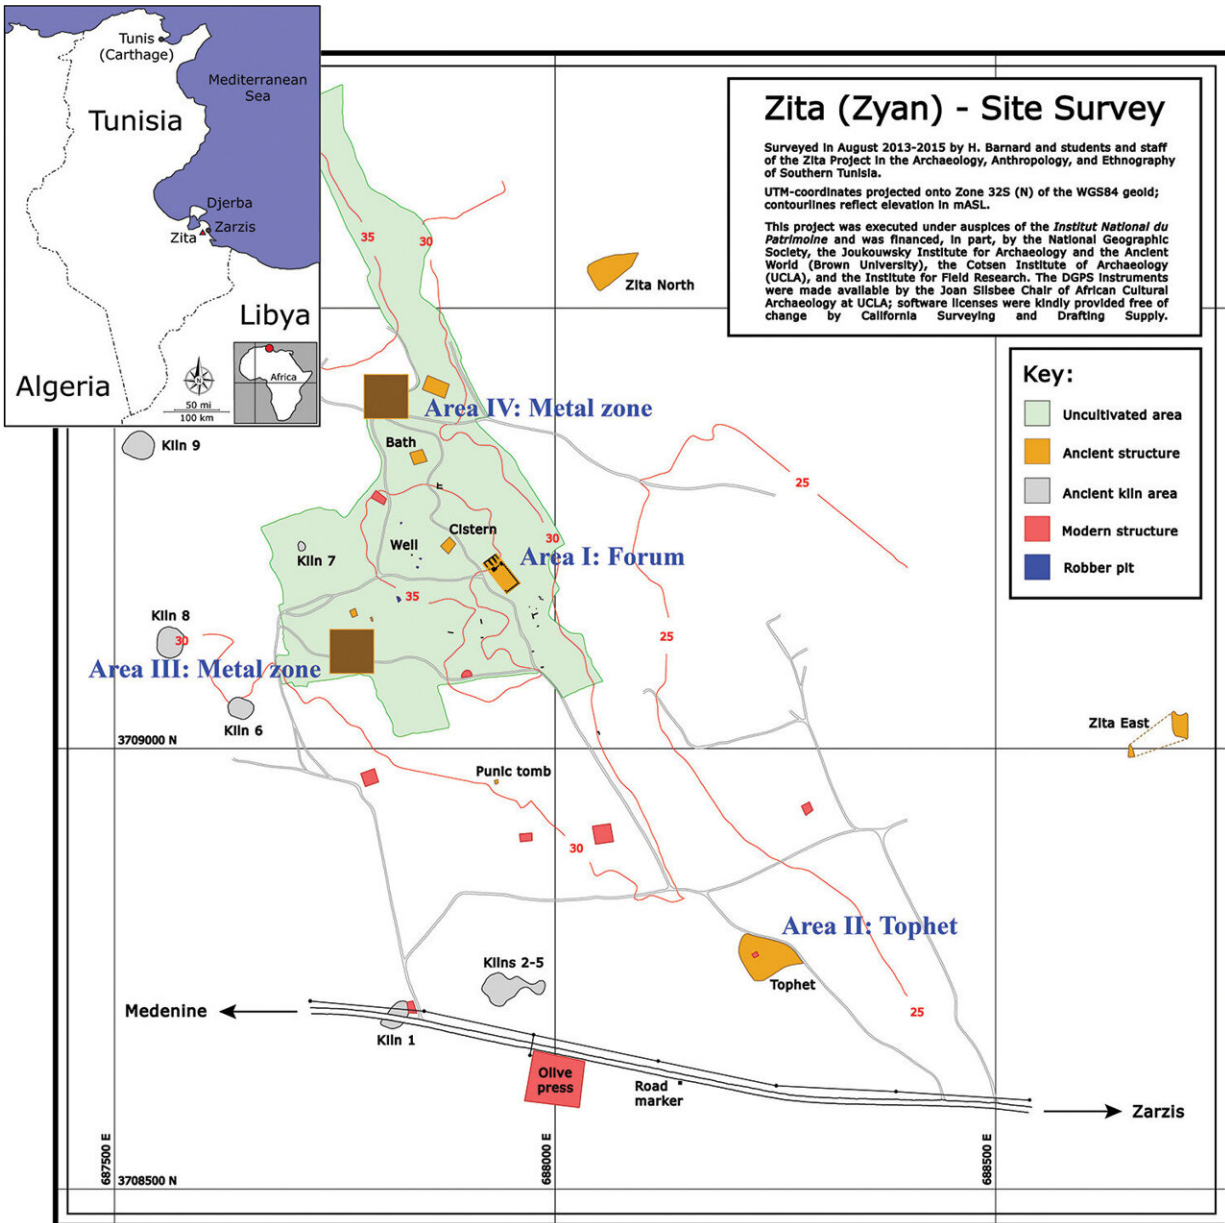 Tunis
(Carthage)
Mediterranean
Sea
Tunisia
Djerba
Zarzis
Zita
Libya
Algeria
N
50 mi
100 km
Africa
Zita (Zyan) - Site Survey
Surveyed in August 2013-2015 by H. Barnard and students and staff
of the Zita Project in the Archaeology, Anthropology, and Ethnography
of Southern Tunisia.
UTM-coordinates projected onto Zone 32S (N) of the WGS84 geoid;
contourlines reflect elevation in mASL.
This project was executed under auspices of the Institut National du
Patrimoine and was financed, in part, by the National Geographic
Society, the Joukowsky Institute for Archaeology and the Ancient
World (Brown University), the Cotsen Institute of Archaeology
(UCLA), and the Institute for Field Research. The DGPS instruments
were made available by the Joan Silsbee Chair of African Cultural
Archaeology at UCLA; software licenses were kindly provided free of
change by California Surveying and Drafting Supply.
Key:
Uncultivated area
Ancient structure
Ancient kiln area
Modern structure
Robber pit
35
30
Zita North
Area IV: Metal zone
Kiln 9
Bath
25
Cistern
Well
30
Kiln 7
Area I: Forum
35
Kiln 8
30
25
Area III: Metal zone
Kiln 6
Zita East
3709000 N
Punic tomb
30
Area II: Tophet
Kilns 2-5
Tophet
Medenine
25
Kiln 1
Olive
press
Road
marker
Zarzis
687500 E
688000 E
688500 E
3708500 N